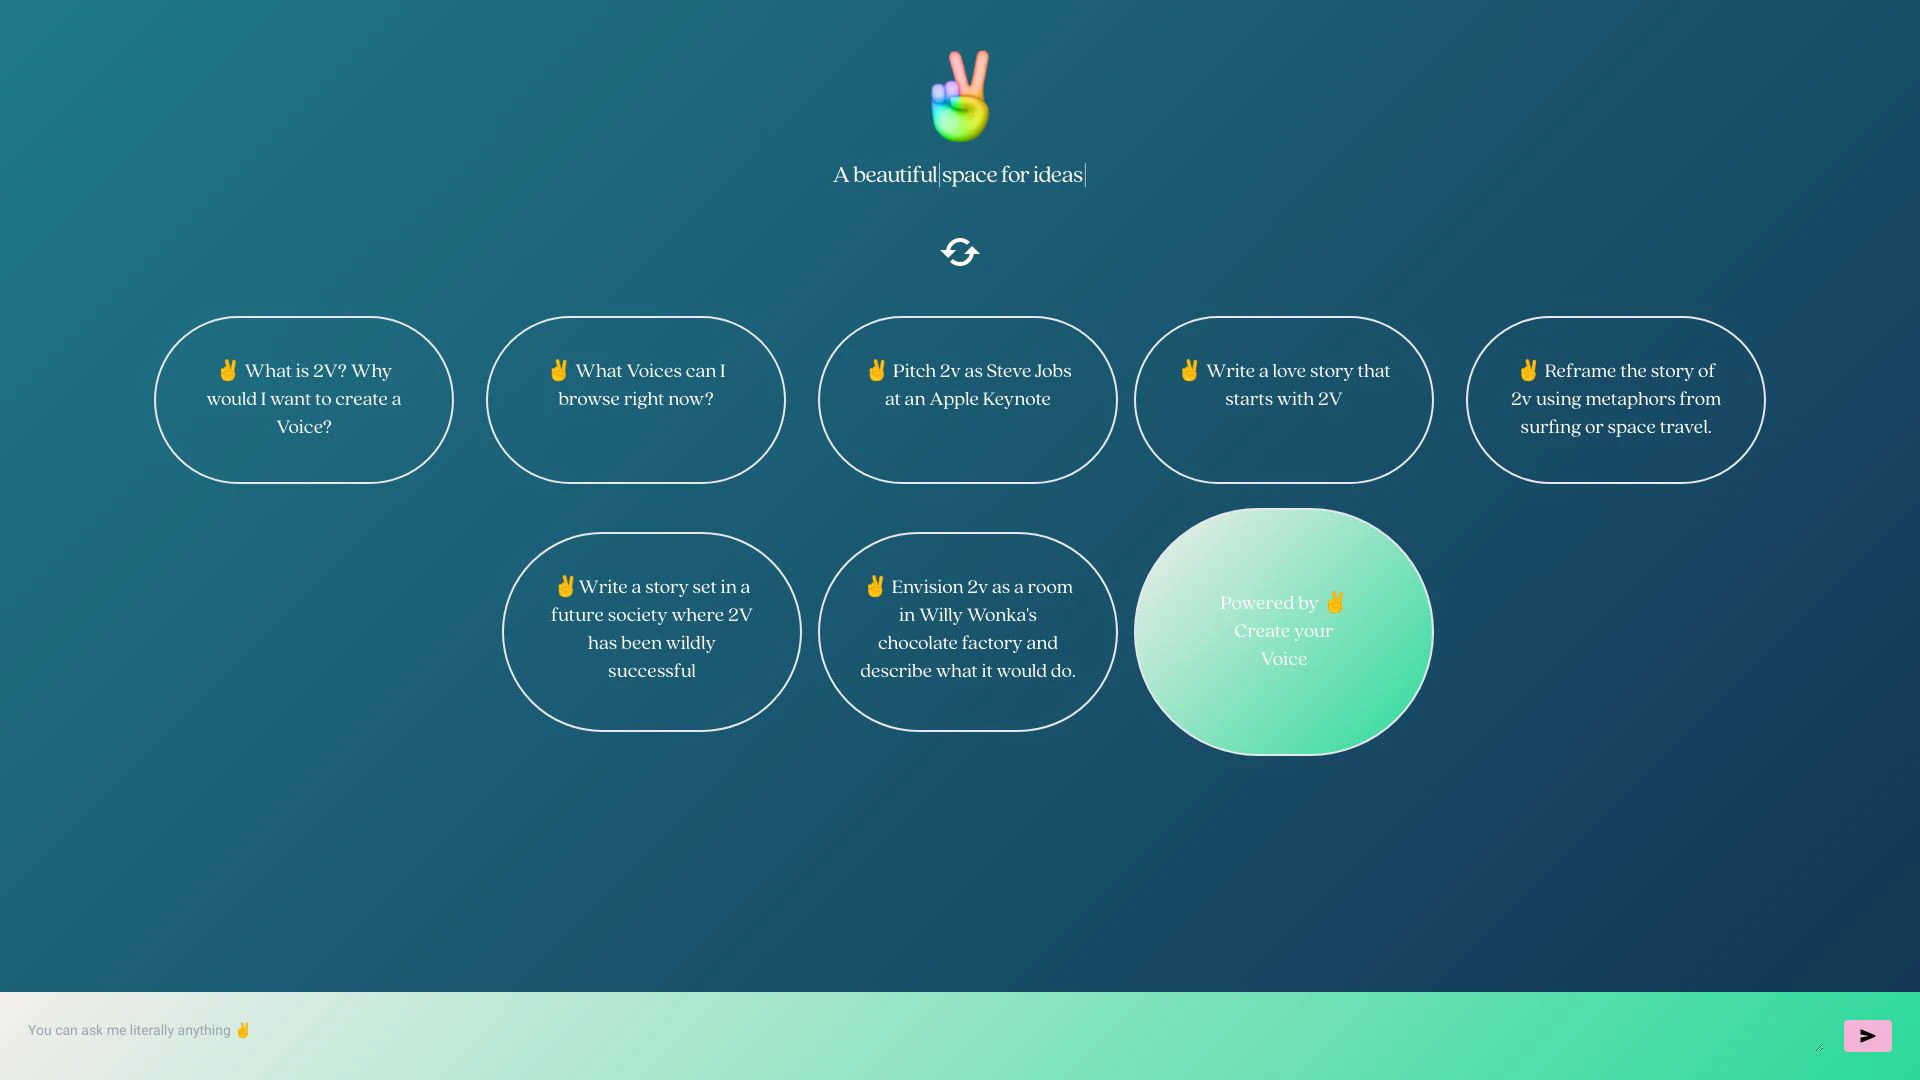 A beautiful space for ideas
✌️ What is 2V? Why
would I want to create a
Voice?
✌️ What Voices can I
browse right now?
✌️ Pitch 2v as Steve Jobs
at an Apple Keynote
✌️ Write a love story that
starts with 2V
✌️ Reframe the story of
2v using metaphors from
surfing or space travel.
✌️Write a story set in a
future society where 2V
has been wildly
successful
✌️ Envision 2v as a room
in Willy Wonka's
chocolate factory and
describe what it would do.
Powered by ✌️
Create your
Voice
You can ask me literally anything ✌️